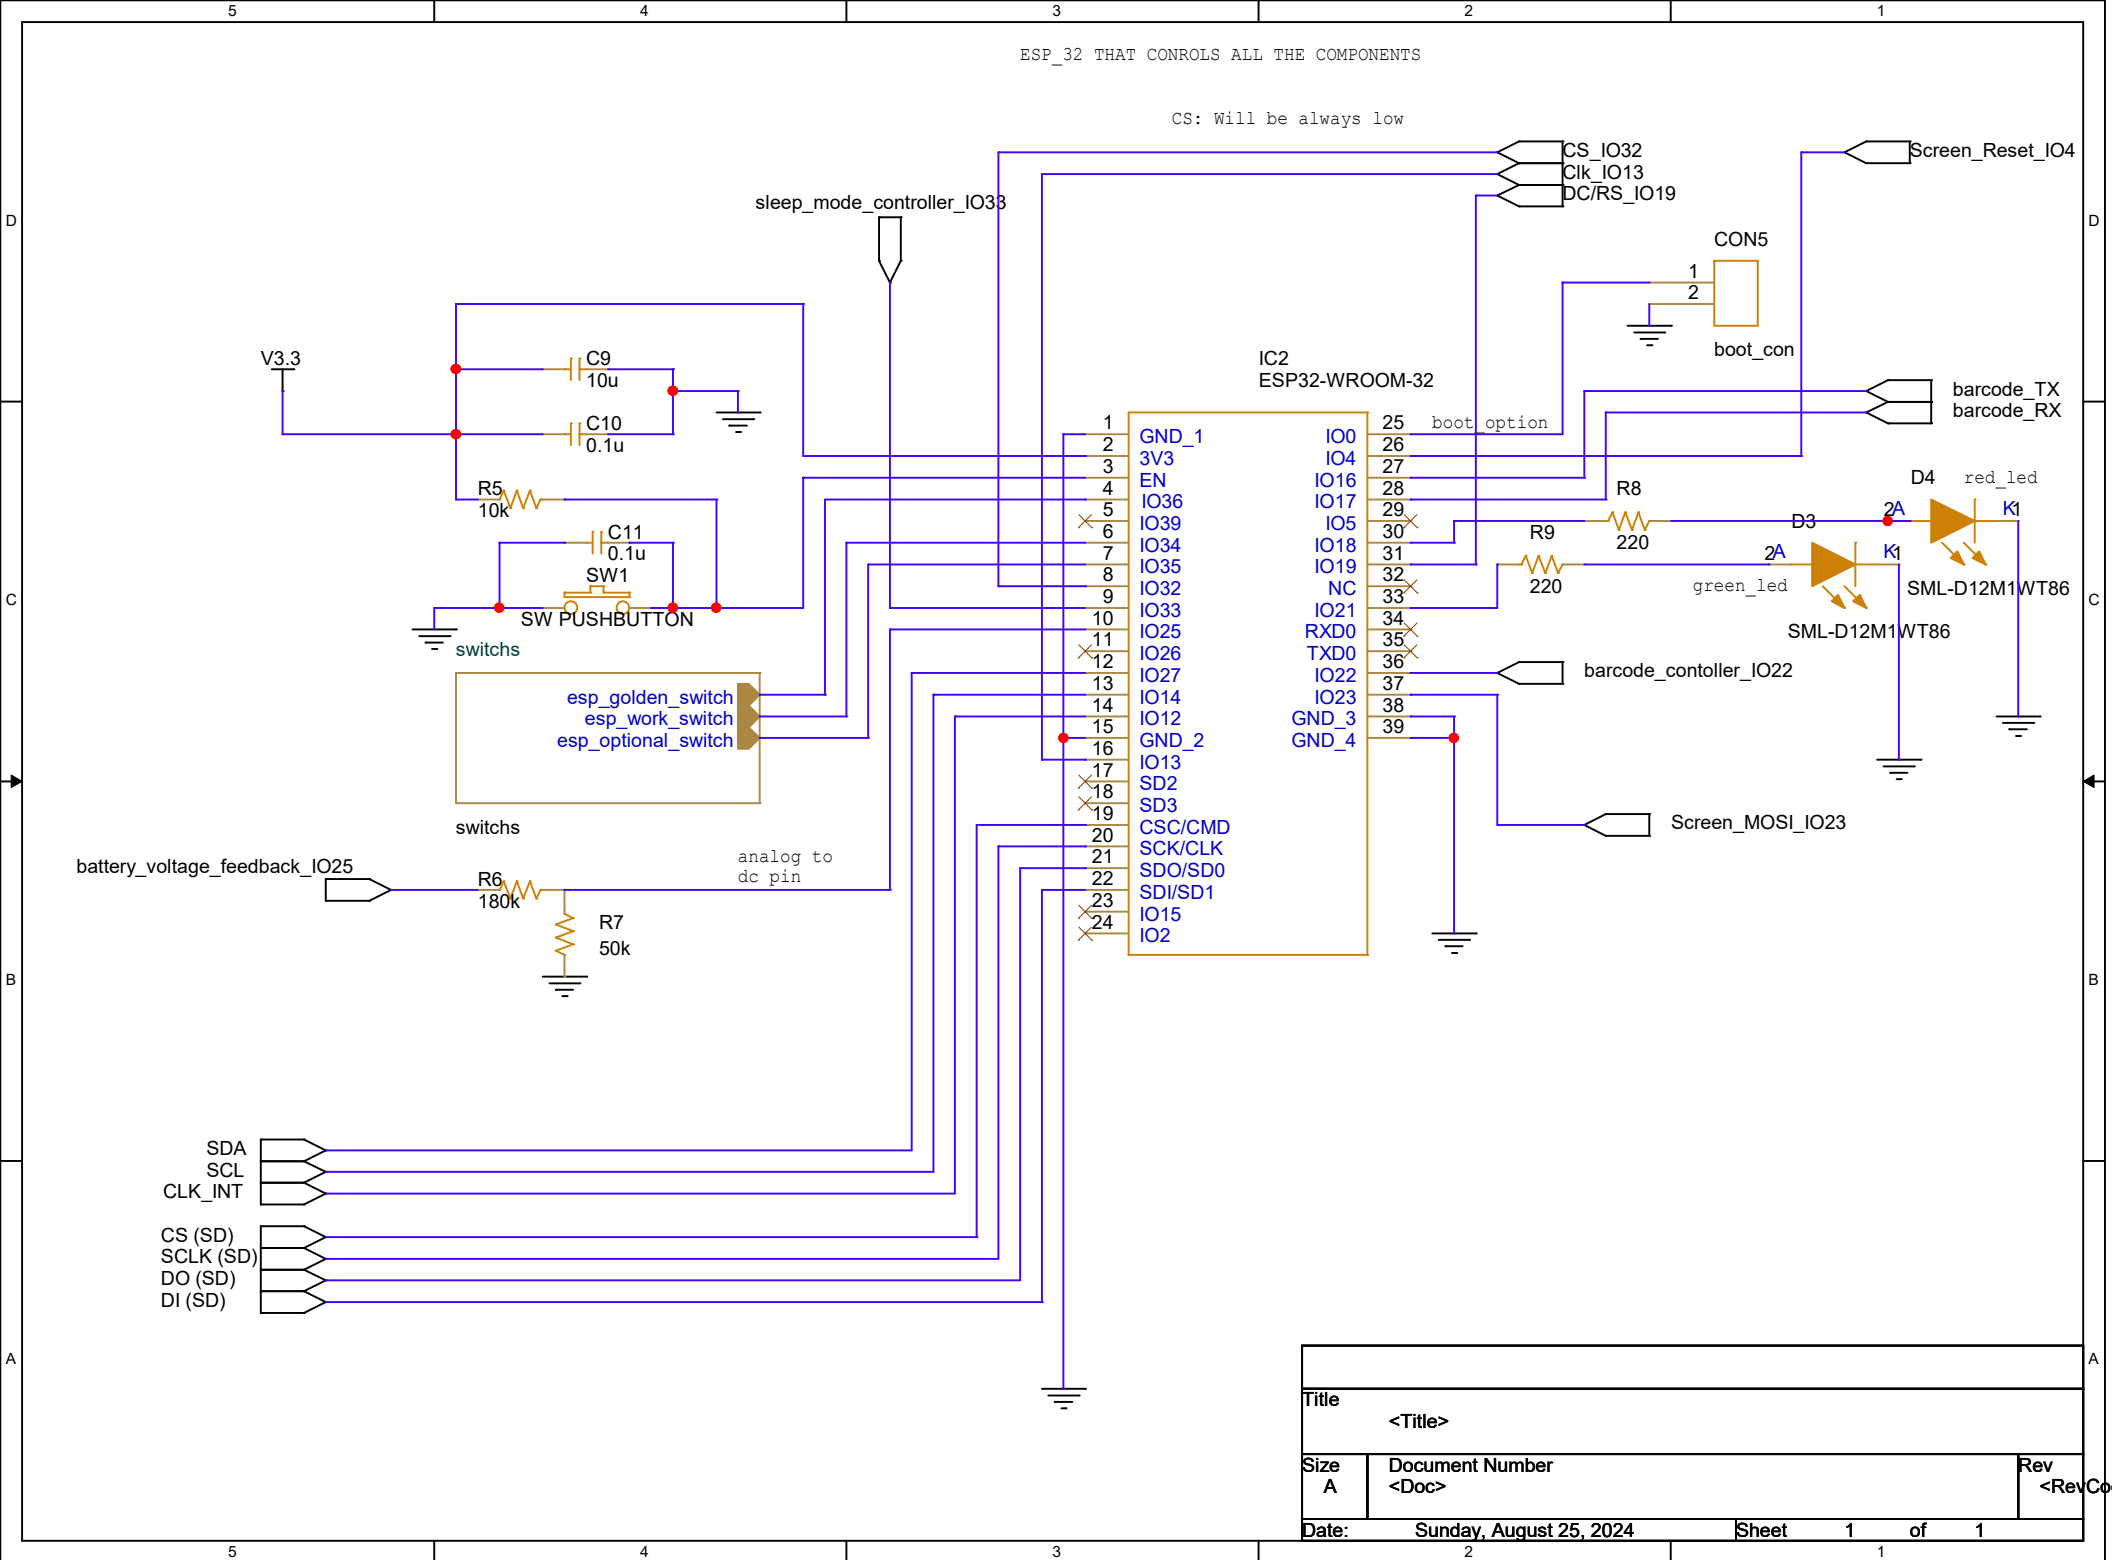 5 4 3 2 1
ESP_32 THAT CONROLS ALL THE COMPONENTS
CS: Will be always low
CS_IO32
Clk_IO13
DC/RS_IO19
Screen_Reset_IO4
sleep_mode_controller_IO33
D D
CON5
1
2
boot_con
V3.3
C9
10u
C10
0.1u
R5
10k
C11
0.1u
SW1
SW PUSHBUTTON
IC2
ESP32-WROOM-32
barcode_TX
barcode_RX
boot_option
1 GND_1
2 3V3
3 EN
4 IO36
5 IO39
6 IO34
7 IO35
8 IO32
9 IO33
10 IO25
11 IO26
12 IO27
13 IO14
14 IO12
15 GND_2
16 IO13
17 SD2
18 SD3
19 CSC/CMD
20 SCK/CLK
21 SDO/SD0
22 SDI/SD1
23 IO15
24 IO2
IO0 25
IO4 26
IO16 27
IO17 28
IO5 29
IO18 30
IO19 31
NC 32
IO21 33
RXD0 34
TXD0 35
IO22 36
IO23 37
GND_3 38
GND_4 39
R8
220
R9
220
D4
red_led
2 A K 1
SML-D12M1WT86
D3
2 A K 1
green_led
SML-D12M1WT86
C C
switchs
esp_golden_switch
esp_work_switch
esp_optional_switch
switchs
barcode_contoller_IO22
Screen_MOSI_IO23
battery_voltage_feedback_IO25
R6
180k
R7
50k
analog to
dc pin
B B
SDA
SCL
CLK_INT
CS (SD)
SCLK (SD)
DO (SD)
DI (SD)
A A
Title
<Title>
Size
A
Document Number
<Doc>
Rev
<RevCo
Date: Sunday, August 25, 2024 Sheet 1 of 1
5 4 3 2 1